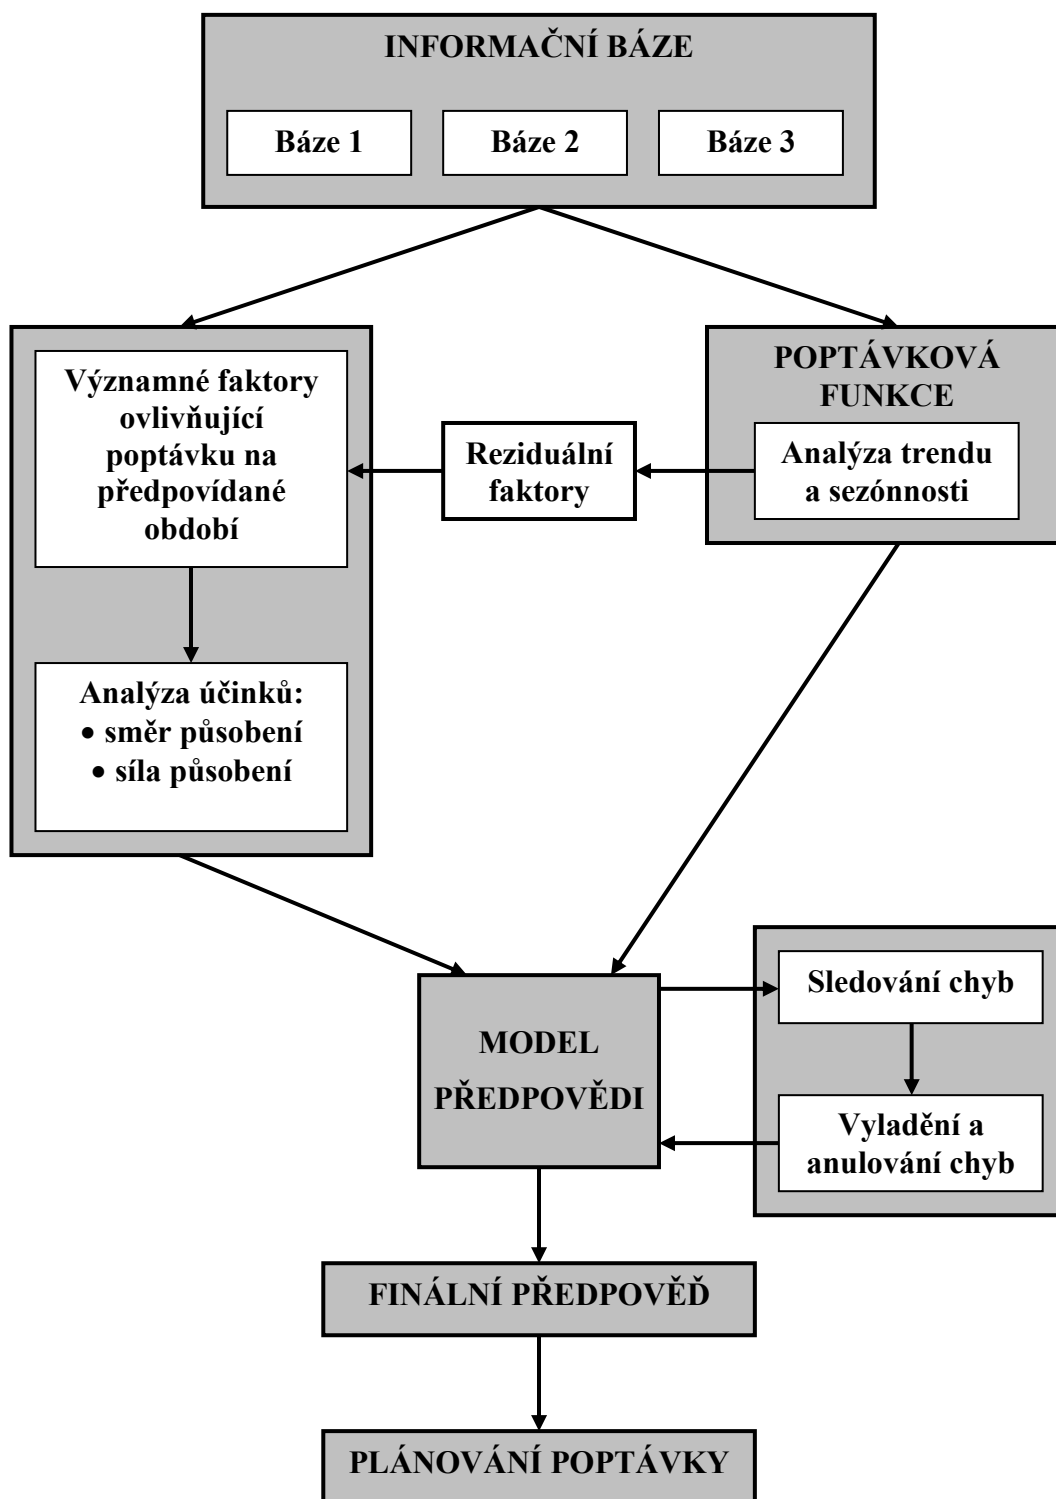 INFORMAČNÍ BÁZE
Báze 1
Báze 2
Báze 3
Významné faktory
ovlivňující
poptávku na
předpovídané
období
Reziduální
faktory
POPTÁVKOVÁ
FUNKCE
Analýza trendu
a sezónnosti
Analýza účinků:
• směr působení
• síla působení
MODEL
PŘEDPOVĚDI
Sledování chyb
Vyladění a
anulování chyb
FINÁLNÍ PŘEDPOVĚĎ
PLÁNOVÁNÍ POPTÁVKY